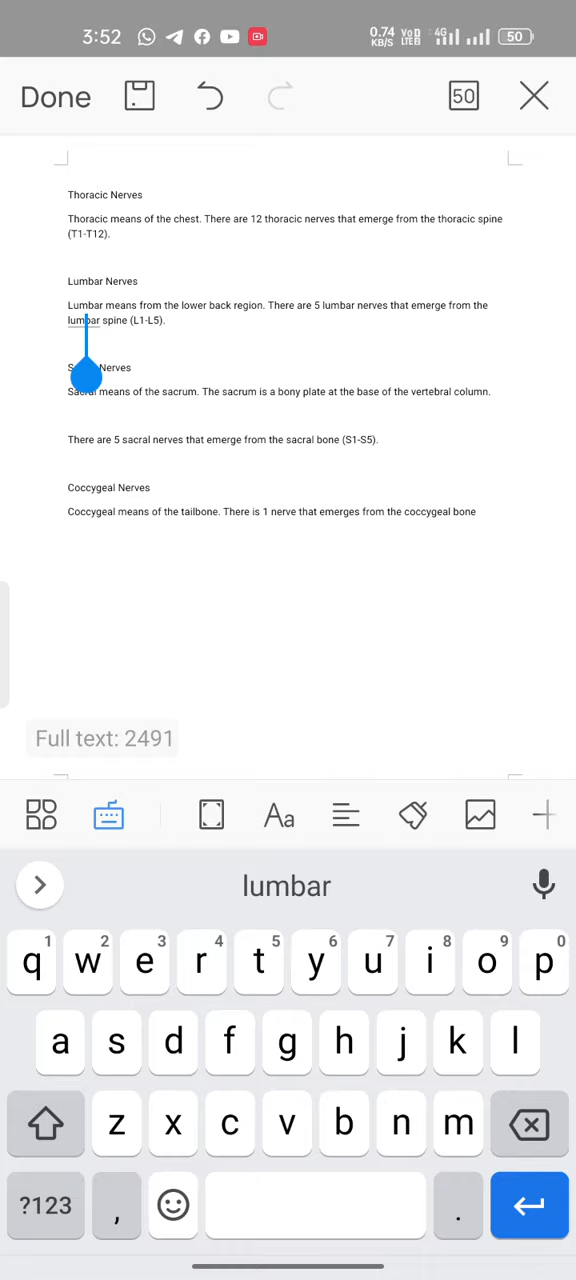 3:52
0.74 KB/S VoD LTE2 4G 50
Done
50
Thoracic Nerves
Thoracic means of the chest. There are 12 thoracic nerves that emerge from the thoracic spine
(T1-T12).
Lumbar Nerves
Lumbar means from the lower back region. There are 5 lumbar nerves that emerge from the
lumbar spine (L1-L5).
Nerves
Sacral means of the sacrum. The sacrum is a bony plate at the base of the vertebral column.
There are 5 sacral nerves that emerge from the sacral bone (S1-S5).
Coccygeal Nerves
Coccygeal means of the tailbone. There is 1 nerve that emerges from the coccygeal bone
Full text: 2491
Aa
lumbar
1 2 3 4 5 6 7 8 9 0
q w e r t y u i o p
a s d f g h j k l
z x c v b n m
?123 , .